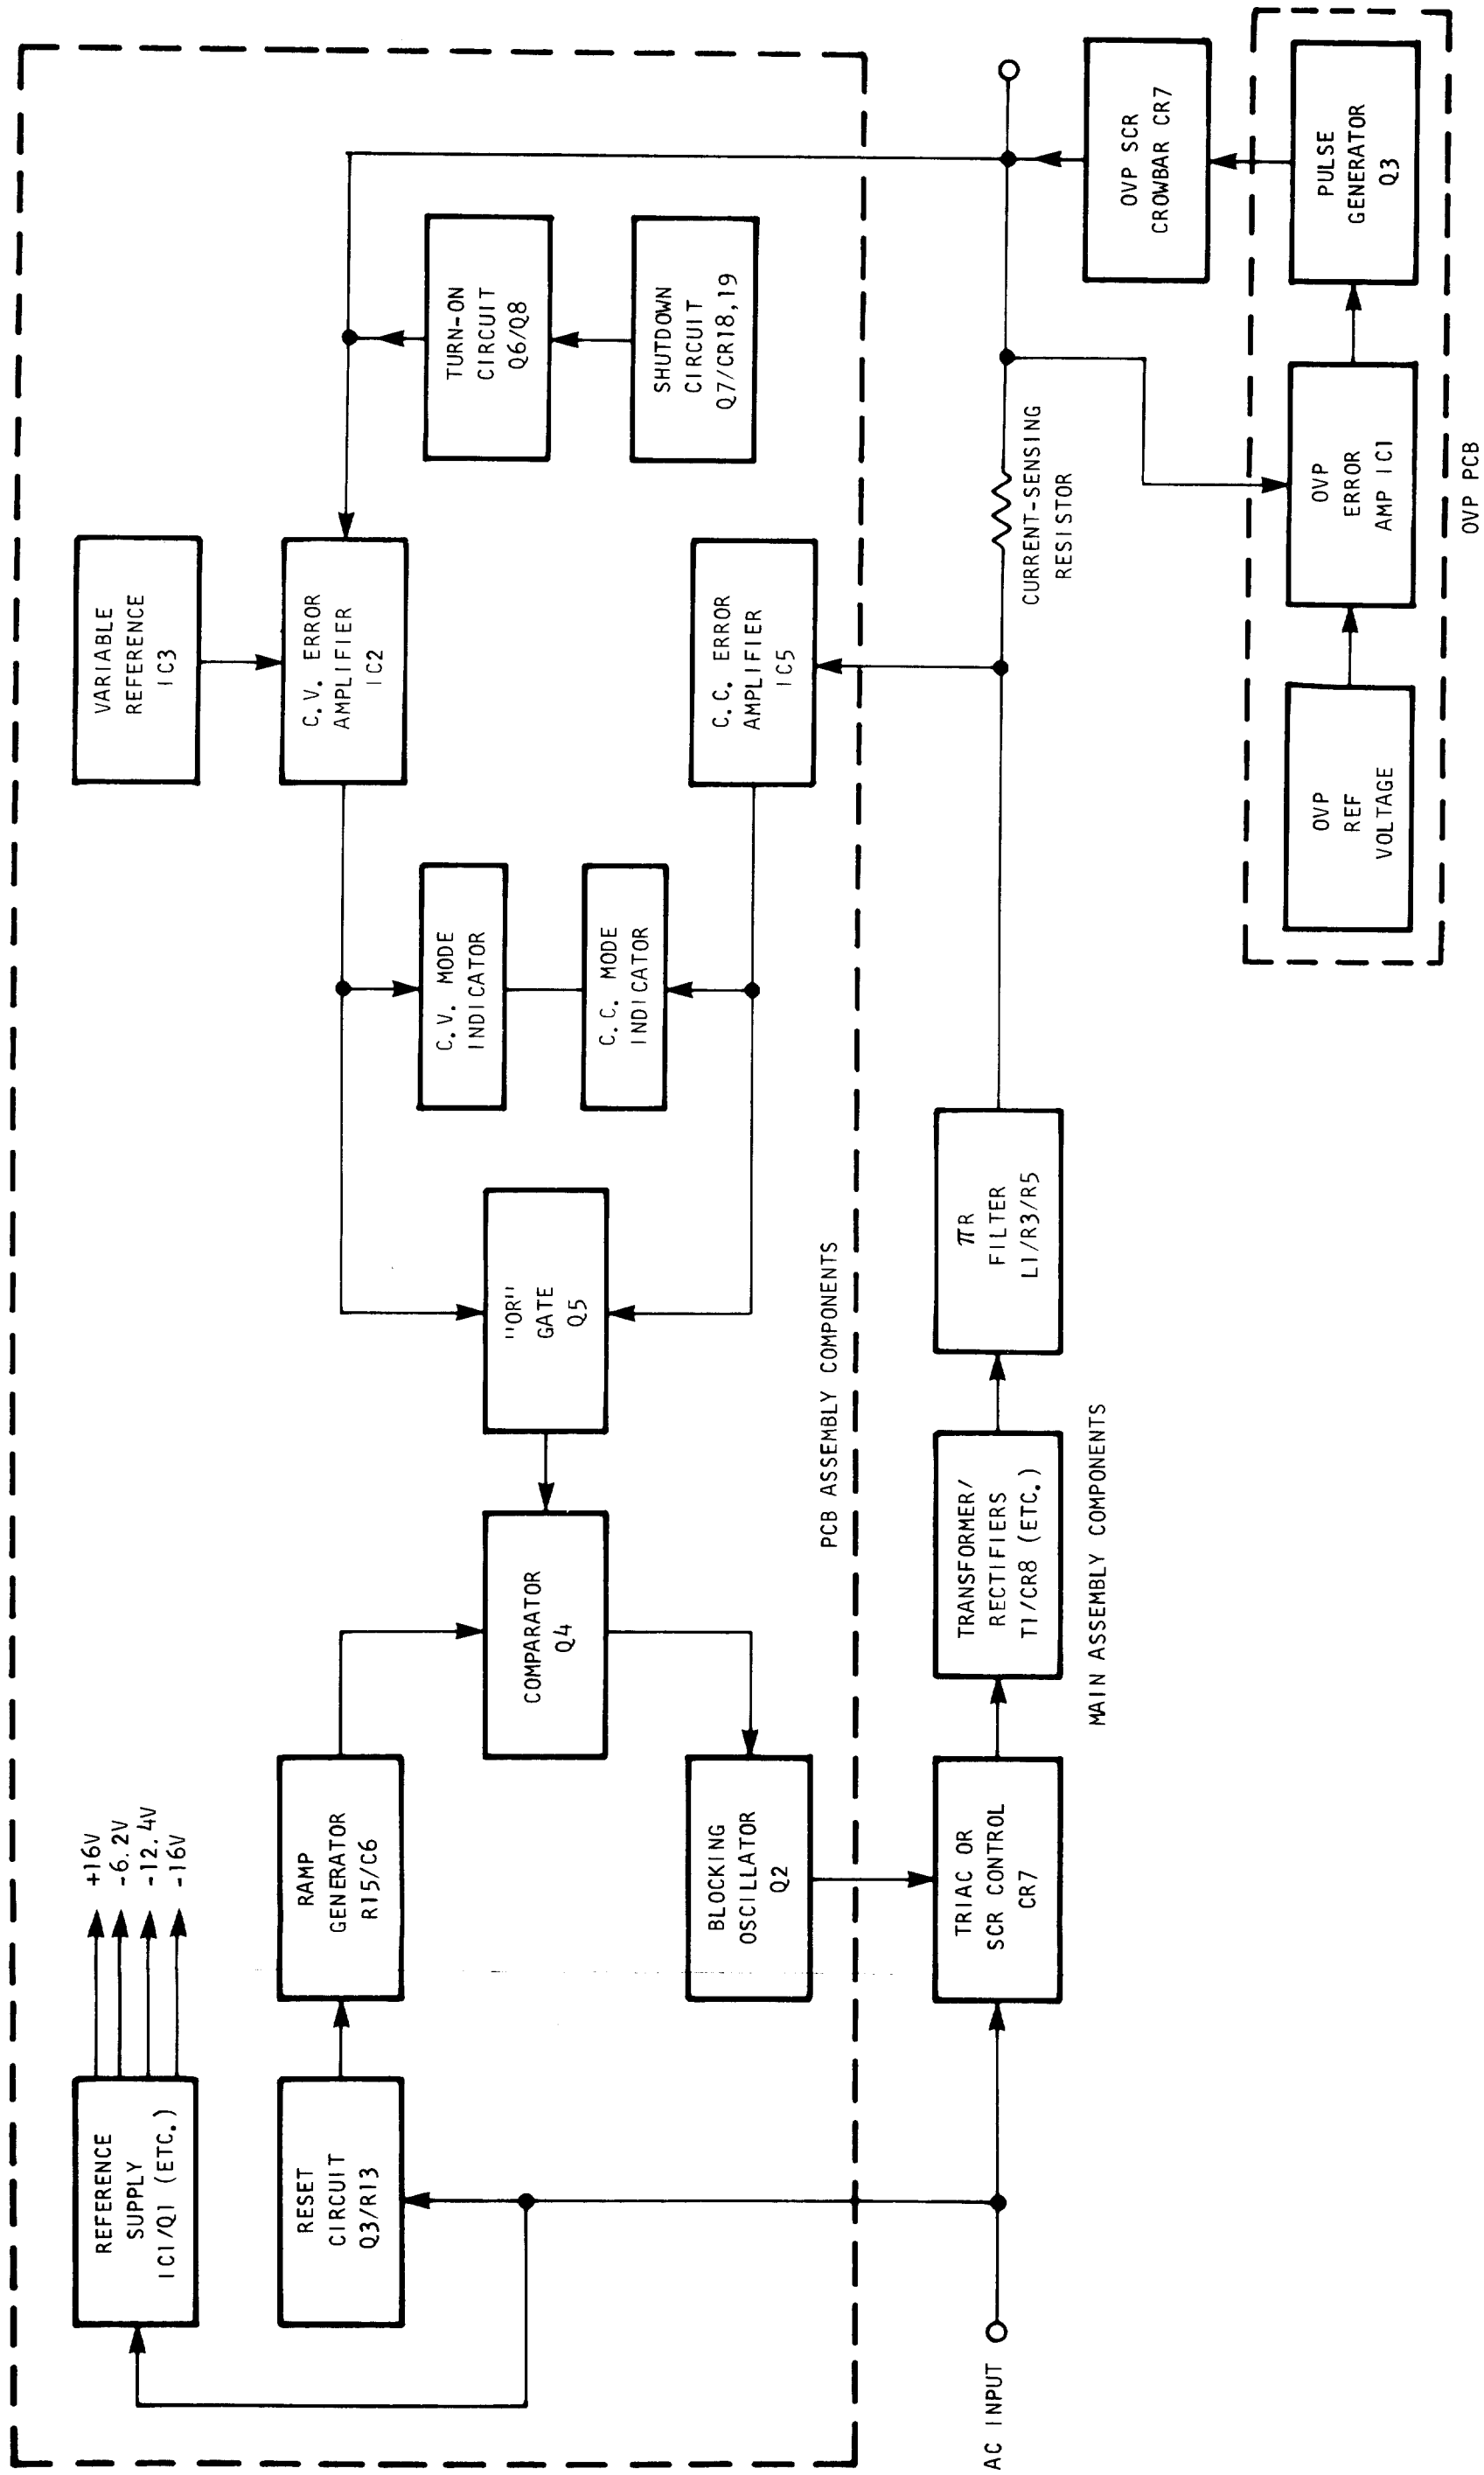 REFERENCE
SUPPLY
IC1/Q1 (ETC.)
+16V
-6.2V
-12.4V
-16V
VARIABLE
REFERENCE
IC3
RESET
CIRCUIT
Q3/R13
RAMP
GENERATOR
R15/C6
C.V. ERROR
AMPLIFIER
IC2
TURN-ON
CIRCUIT
Q6/Q8
C.V. MODE
INDICATOR
COMPARATOR
Q4
"OR"
GATE
Q5
C.C. MODE
INDICATOR
SHUTDOWN
CIRCUIT
Q7/CR18,19
BLOCKING
OSCILLATOR
Q2
C.C. ERROR
AMPLIFIER
IC5
PCB ASSEMBLY COMPONENTS
AC INPUT
TRIAC OR
SCR CONTROL
CR7
TRANSFORMER/
RECTIFIERS
T1/CR8 (ETC.)
πR
FILTER
L1/R3/R5
CURRENT-SENSING
RESISTOR
MAIN ASSEMBLY COMPONENTS
OVP SCR
CROWBAR CR7
OVP
REF
VOLTAGE
OVP
ERROR
AMP IC1
PULSE
GENERATOR
Q3
OVP PCB